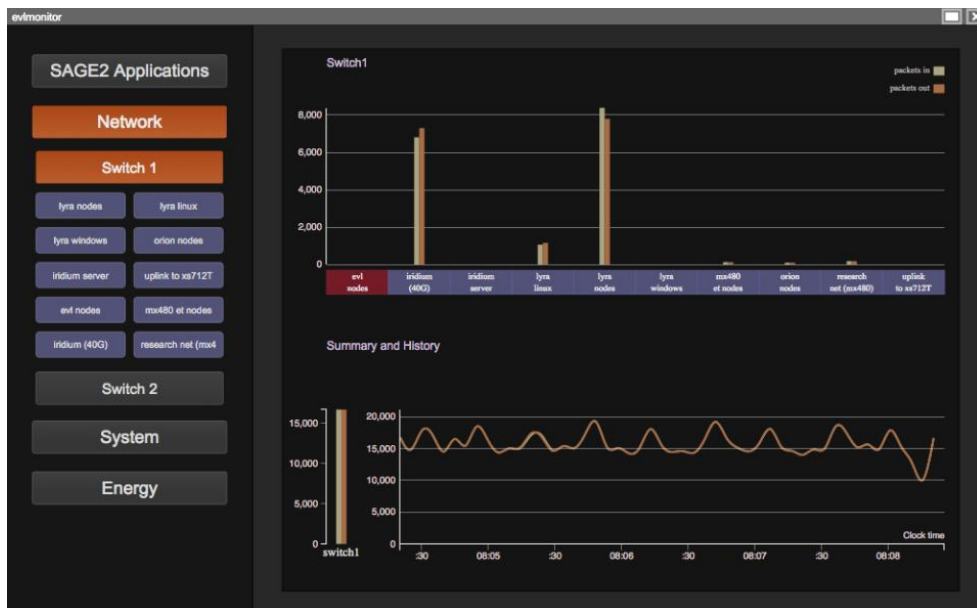 evlmonitor
SAGE2 Applications
Network
Switch 1
lyra nodes
lyra linux
lyra windows
orion nodes
iridium server
uplink to xs712T
evl nodes
mx480 et nodes
iridium (40G)
research net (mx4
Switch 2
System
Energy
Switch1
packets in
packets out
8,000
6,000
4,000
2,000
0
evl
nodes
iridium
(40G)
iridium
server
lyra
linux
lyra
nodes
lyra
windows
mx480
et nodes
orion
nodes
research
net (mx480)
uplink
to xs712T
Summary and History
15,000
10,000
5,000
0
switch1
20,000
15,000
10,000
5,000
0
Clock time
:30
08:05
:30
08:06
:30
08:07
:30
08:08